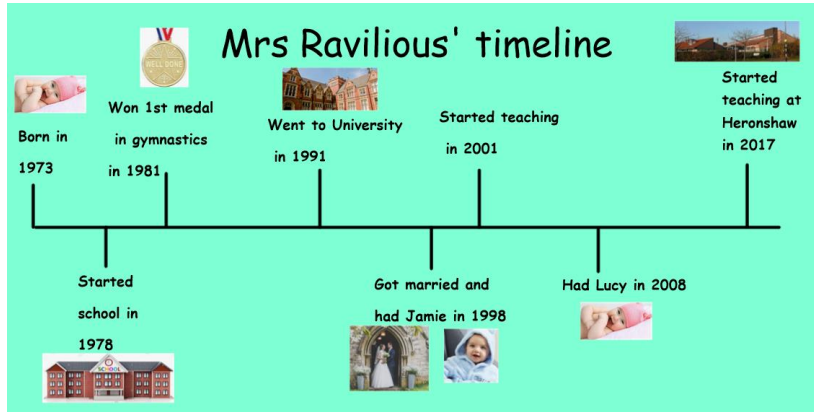 Mrs Ravilious' timeline
Born in
1973
WELL DONE
Won 1st medal
in gymnastics
in 1981
Went to University
in 1991
Started teaching
in 2001
Started
teaching at
Heronshaw
in 2017
Started
school in
1978
SCHOOL
Got married and
had Jamie in 1998
Had Lucy in 2008